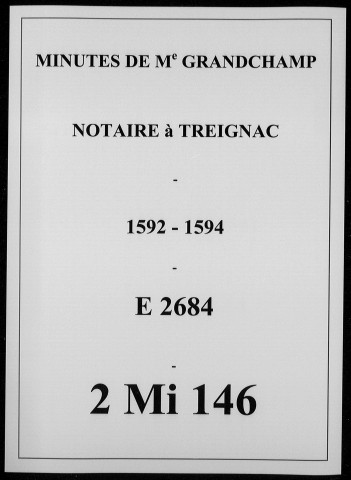 MINUTES DE Me GRANDCHAMP
NOTAIRE à TREIGNAC
-
1592 - 1594
-
E 2684
-
2 Mi 146